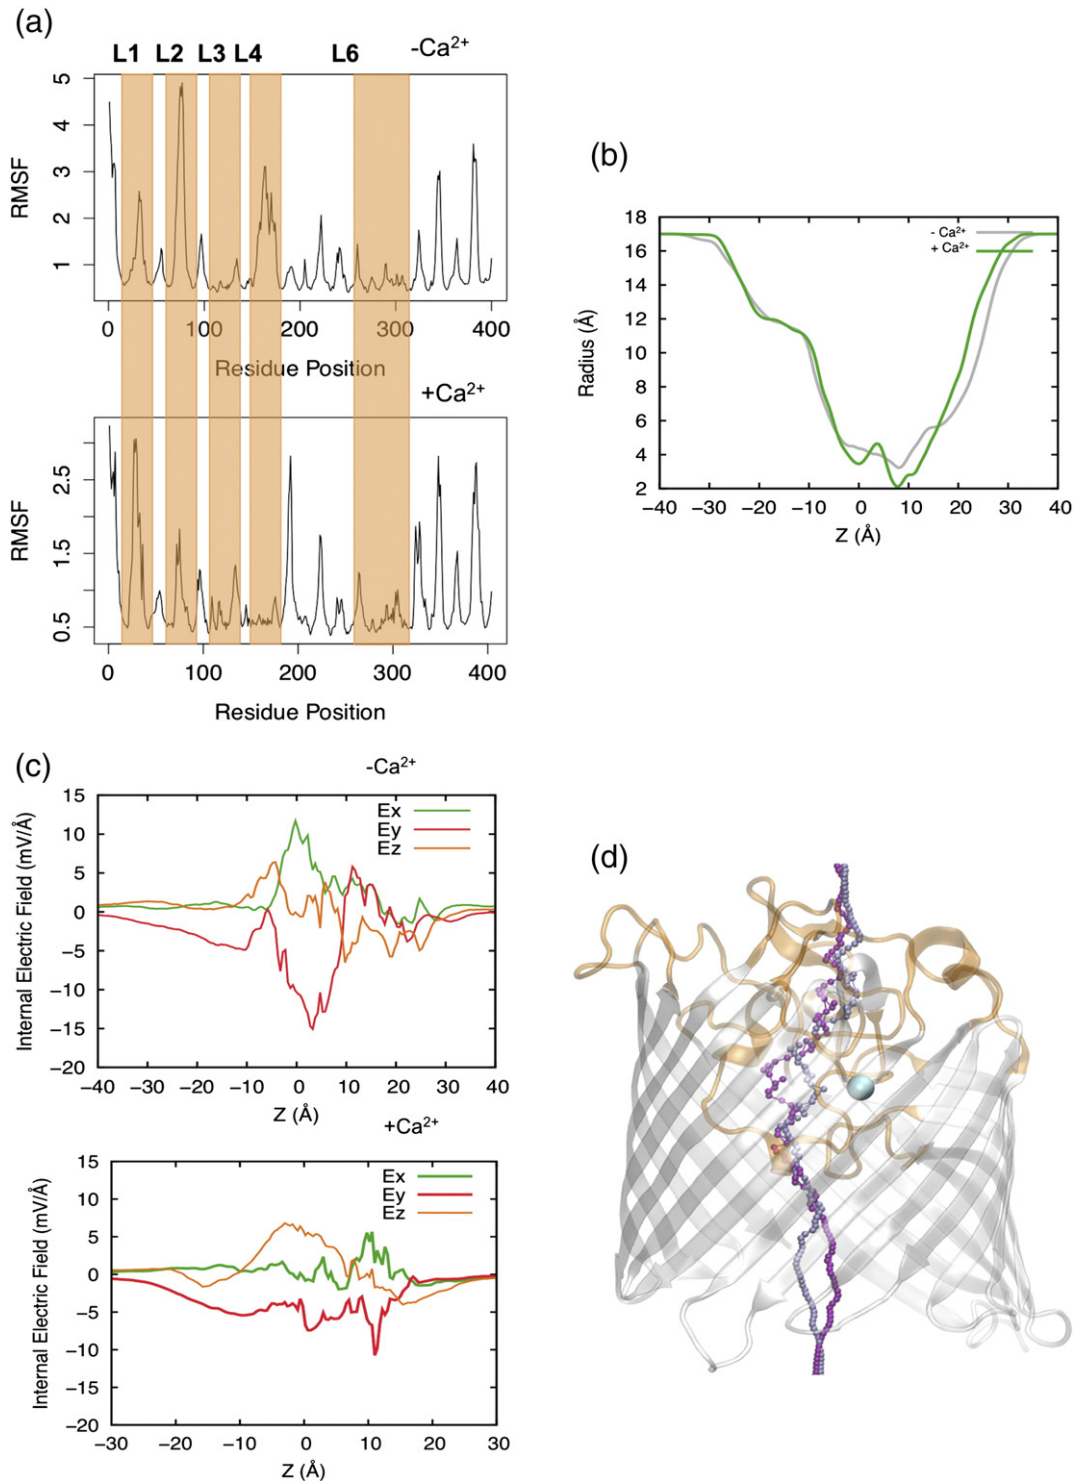 (a)
L1 L2 L3 L4 L6 -Ca²⁺
5
4
3
2
1
RMSF
0 100 200 300 400
Residue Position
+Ca²⁺
2.5
1.5
0.5
RMSF
0 100 200 300 400
Residue Position
(b)
18
16
14
12
10
8
6
4
2
Radius (Å)
- Ca²⁺
+ Ca²⁺
−40 −30 −20 −10 0 10 20 30 40
Z (Å)
(c)
-Ca²⁺
15
10
5
0
−5
−10
−15
−20
Internal Electric Field (mV/Å)
Ex
Ey
Ez
−40 −30 −20 −10 0 10 20 30 40
Z (Å)
+Ca²⁺
15
10
5
0
−5
−10
−15
−20
Internal Electric Field (mV/Å)
Ex
Ey
Ez
−30 −20 −10 0 10 20 30
Z (Å)
(d)